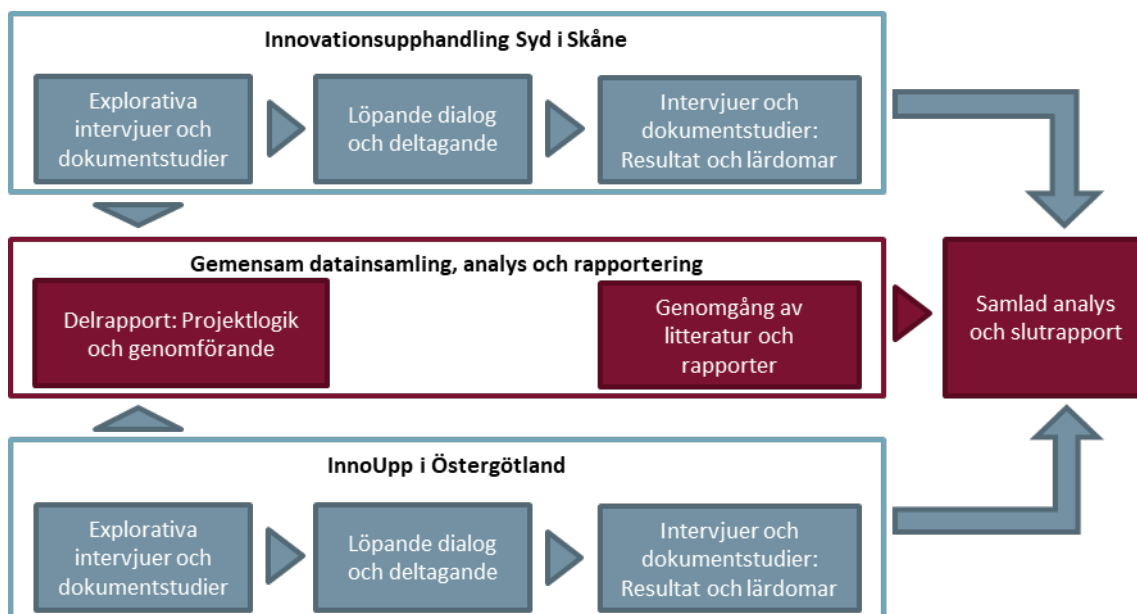 Innovationsupphandling Syd i Skåne
Explorativa
intervjuer och
dokumentstudier
Löpande dialog
och deltagande
Intervjuer och
dokumentstudier:
Resultat och lärdomar
Gemensam datainsamling, analys och rapportering
Delrapport: Projektlogik
och genomförande
Genomgång av
litteratur och
rapporter
Samlad analys
och slutrapport
InnoUpp i Östergötland
Explorativa
intervjuer och
dokumentstudier
Löpande dialog
och deltagande
Intervjuer och
dokumentstudier:
Resultat och lärdomar